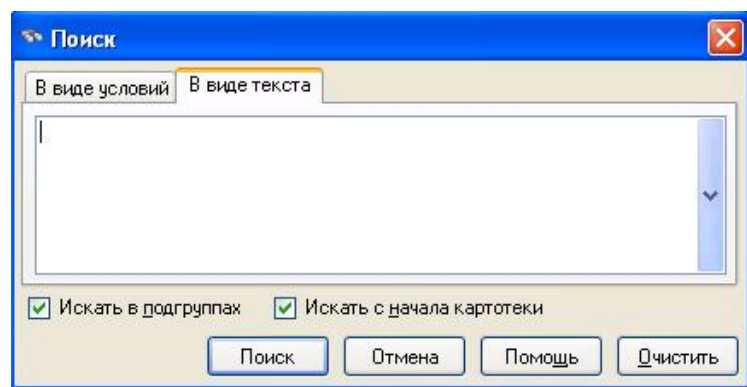 Поиск
В виде условий В виде текста
Искать в подгруппах Искать с начала картотеки
Поиск Отмена Помощь Очистить